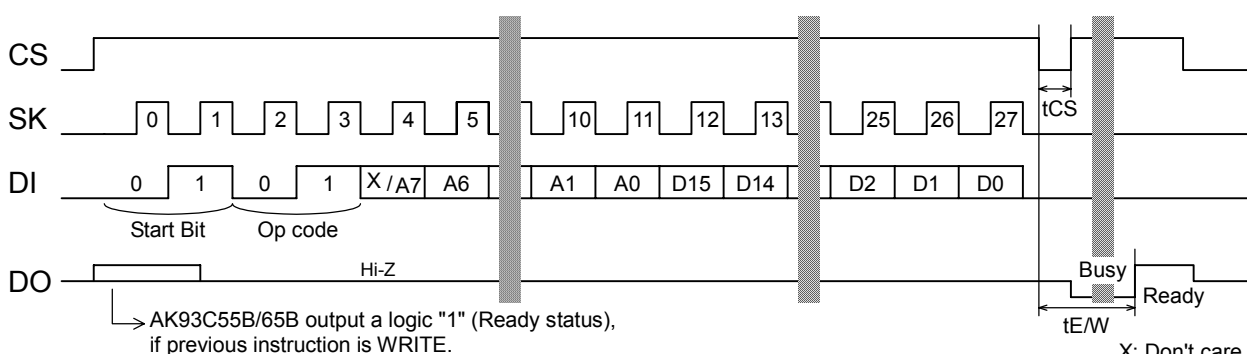 CS
tCS
SK 0 1 2 3 4 5 10 11 12 13 25 26 27
DI 0 1 0 1 X /A7 A6 A1 A0 D15 D14 D2 D1 D0
Start Bit Op code
DO Hi-Z Busy Ready
tE/W
AK93C55B/65B output a logic "1" (Ready status),
if previous instruction is WRITE.
X: Don't care